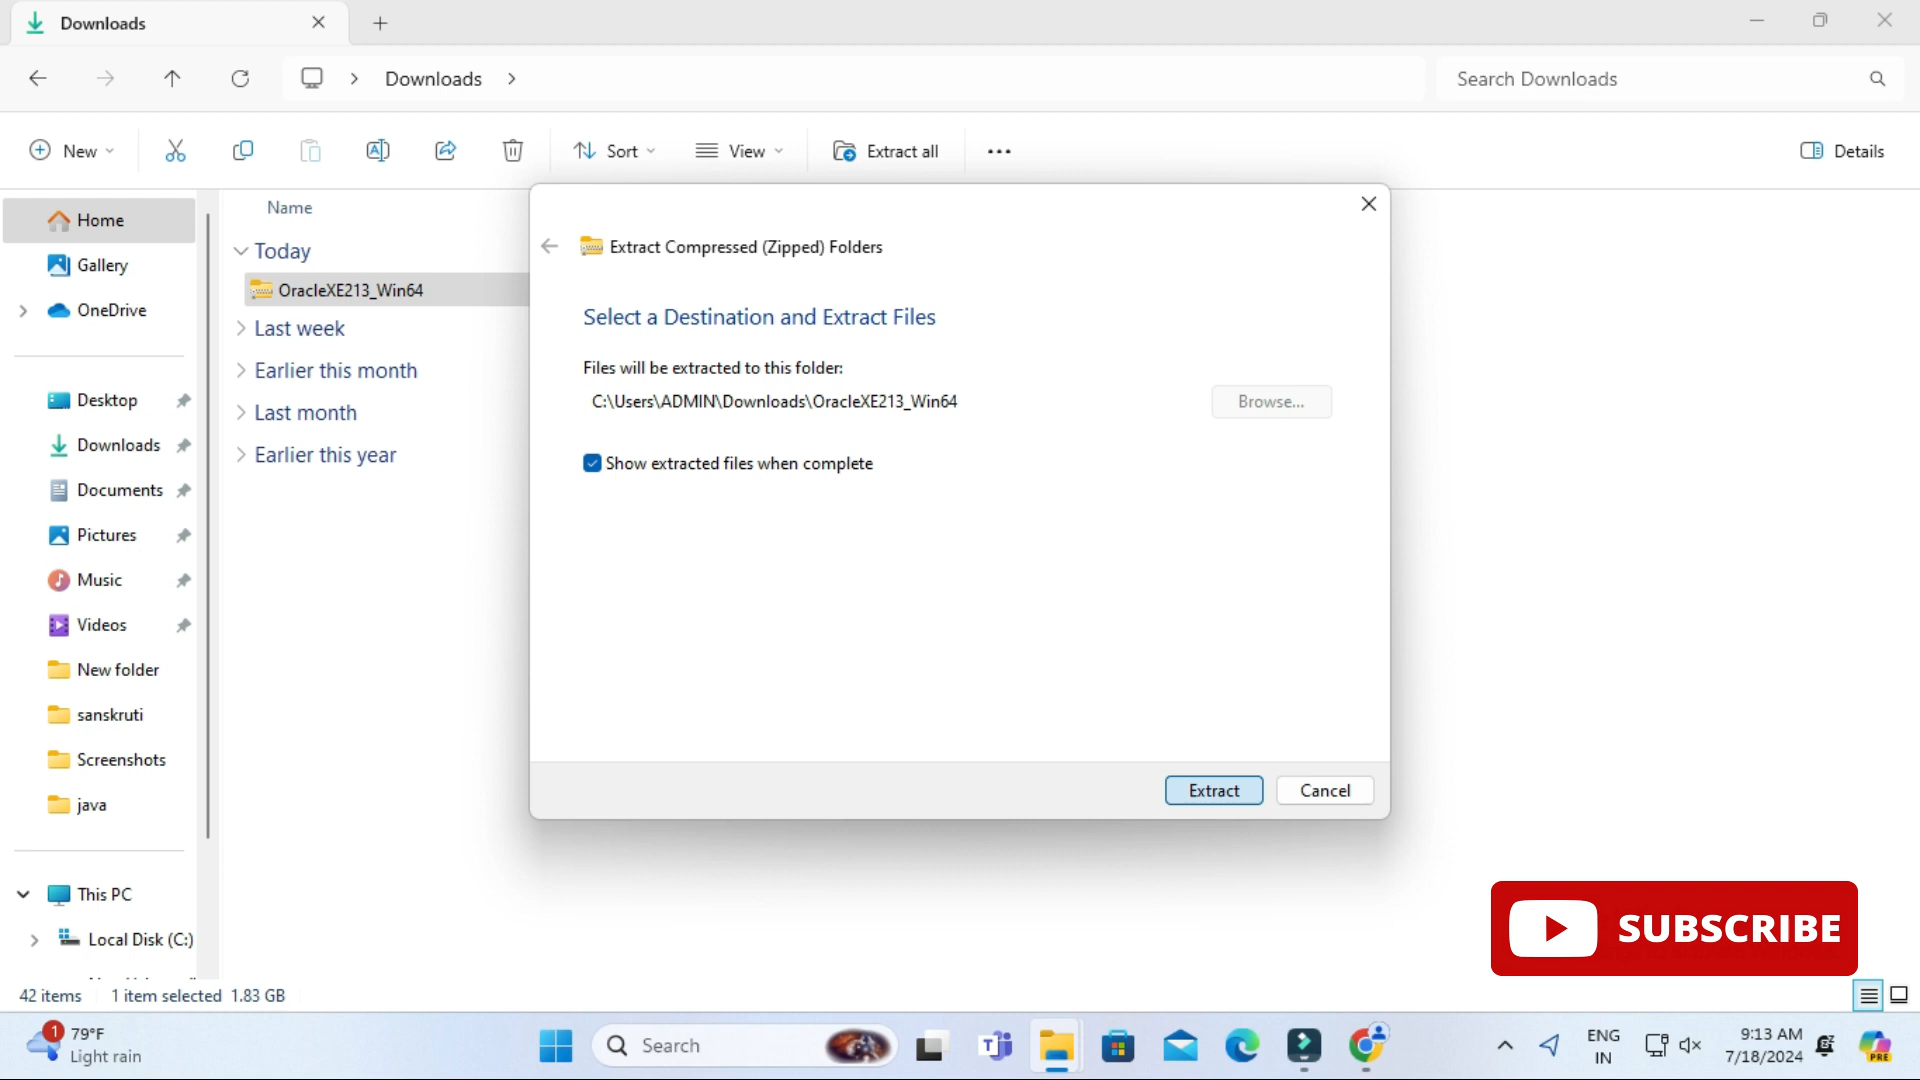 Downloads
Downloads
Search Downloads
New
Sort
View
Extract all
Details
Home
Gallery
OneDrive
Desktop
Downloads
Documents
Pictures
Music
Videos
New folder
sanskruti
Screenshots
java
This PC
Local Disk (C:)
Name
Today
OracleXE213_Win64
Last week
Earlier this month
Last month
Earlier this year
Extract Compressed (Zipped) Folders
Select a Destination and Extract Files
Files will be extracted to this folder:
C:\Users\ADMIN\Downloads\OracleXE213_Win64
Browse...
Show extracted files when complete
Extract
Cancel
SUBSCRIBE
42 items
1 item selected 1.83 GB
1
79°F
Light rain
Search
ENG
IN
9:13 AM
7/18/2024
PRE